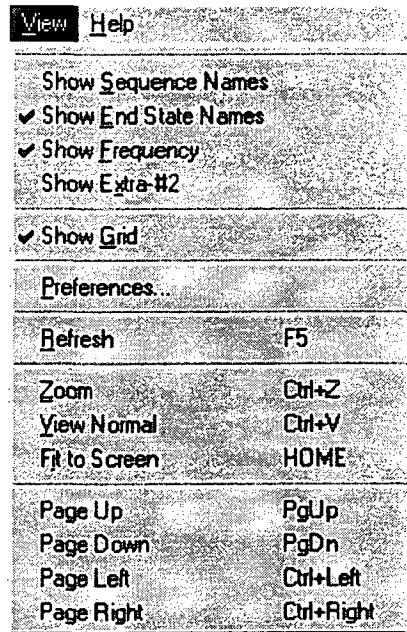 View Help
Show Sequence Names
✔ Show End State Names
✔ Show Frequency
Show Extra-#2
✔ Show Grid
Preferences...
Refresh F5
Zoom Ctrl+Z
View Normal Ctrl+V
Fit to Screen HOME
Page Up PgUp
Page Down PgDn
Page Left Ctrl+Left
Page Right Ctrl+Right